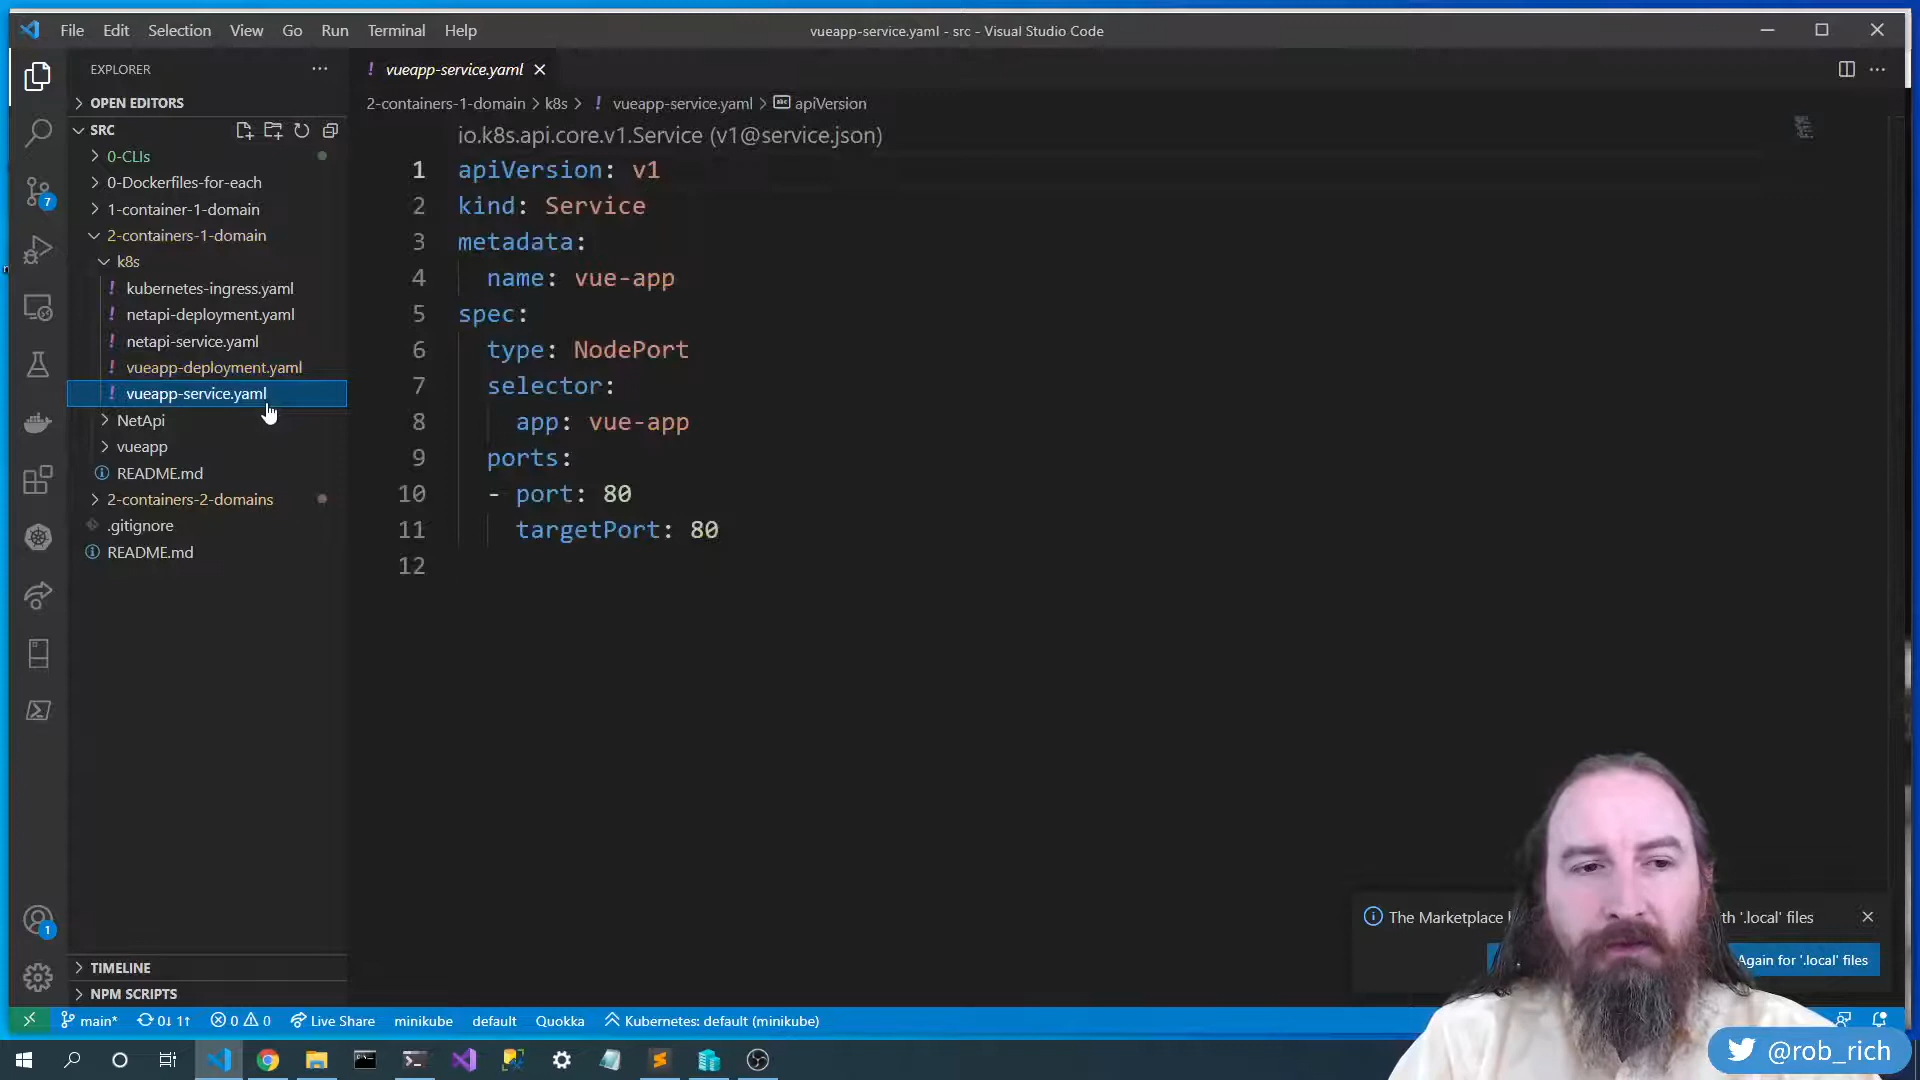 File Edit Selection View Go Run Terminal Help
vueapp-service.yaml - src - Visual Studio Code
EXPLORER
OPEN EDITORS
SRC
0-CLIs
0-Dockerfiles-for-each
1-container-1-domain
2-containers-1-domain
k8s
kubernetes-ingress.yaml
netapi-deployment.yaml
netapi-service.yaml
vueapp-deployment.yaml
vueapp-service.yaml
NetApi
vueapp
README.md
2-containers-2-domains
.gitignore
README.md
TIMELINE
NPM SCRIPTS
7
1
! vueapp-service.yaml
2-containers-1-domain > k8s > ! vueapp-service.yaml > apiVersion
io.k8s.api.core.v1.Service (v1@service.json)
1 apiVersion: v1
2 kind: Service
3 metadata:
4 name: vue-app
5 spec:
6 type: NodePort
7 selector:
8 app: vue-app
9 ports:
10 - port: 80
11 targetPort: 80
12
The Marketplace
'.local' files
Again for '.local' files
main* 0↓ 1↑ 0 0 Live Share minikube default Quokka Kubernetes: default (minikube)
@rob_rich